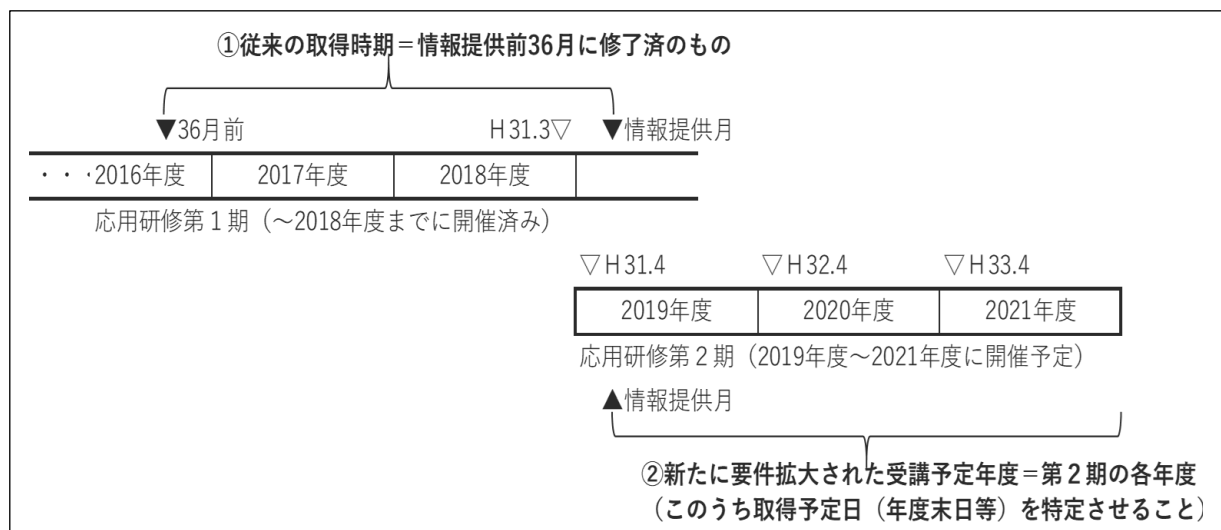 ①従来の取得時期＝情報提供前36月に修了済のもの
▼36月前 H31.3▽ ▼情報提供月
・・・2016年度 2017年度 2018年度
応用研修第１期（～2018年度までに開催済み）
▽H31.4 ▽H32.4 ▽H33.4
2019年度 2020年度 2021年度
応用研修第２期（2019年度～2021年度に開催予定）
▲情報提供月
②新たに要件拡大された受講予定年度＝第２期の各年度
（このうち取得予定日（年度末日等）を特定させること）